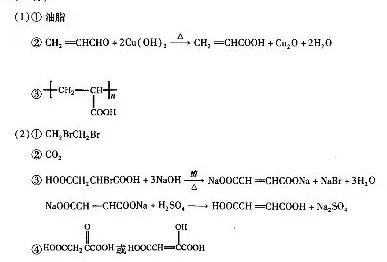 (1)① 油脂
② CH₂=CHCHO + 2Cu(OH)₂ —△→ CH₂=CHCOOH + Cu₂O + 2H₂O
③ -[CH₂-CH]-n
COOH
(2)① CH₂BrCH₂Br
② CO₂
③ HOOCCH₂CHBrCOOH + 3NaOH —醇/△→ NaOOCCH=CHCOONa + NaBr + 3H₂O
NaOOCCH=CHCOONa + H₂SO₄ → HOOCCH=CHCOOH + Na₂SO₄
O OH
④ HOOCCH₂CCOOH 或 HOOCCH=CCOOH